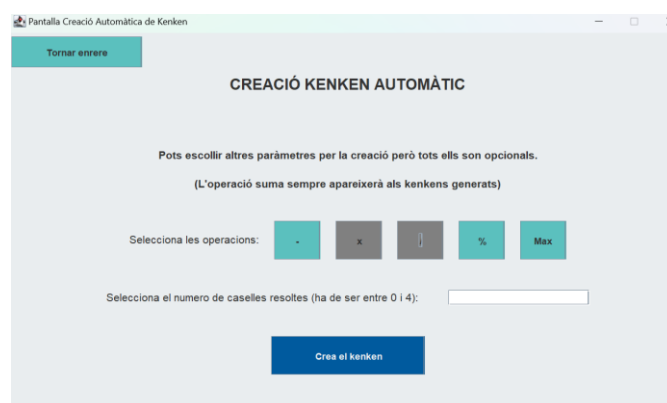 Pantalla Creació Automàtica de Kenken
Tornar enrere
CREACIÓ KENKEN AUTOMÀTIC
Pots escollir altres paràmetres per la creació però tots ells son opcionals.
(L'operació suma sempre apareixerà als kenkens generats)
Selecciona les operacions: - x % Max
Selecciona el numero de caselles resoltes (ha de ser entre 0 i 4):
Crea el kenken